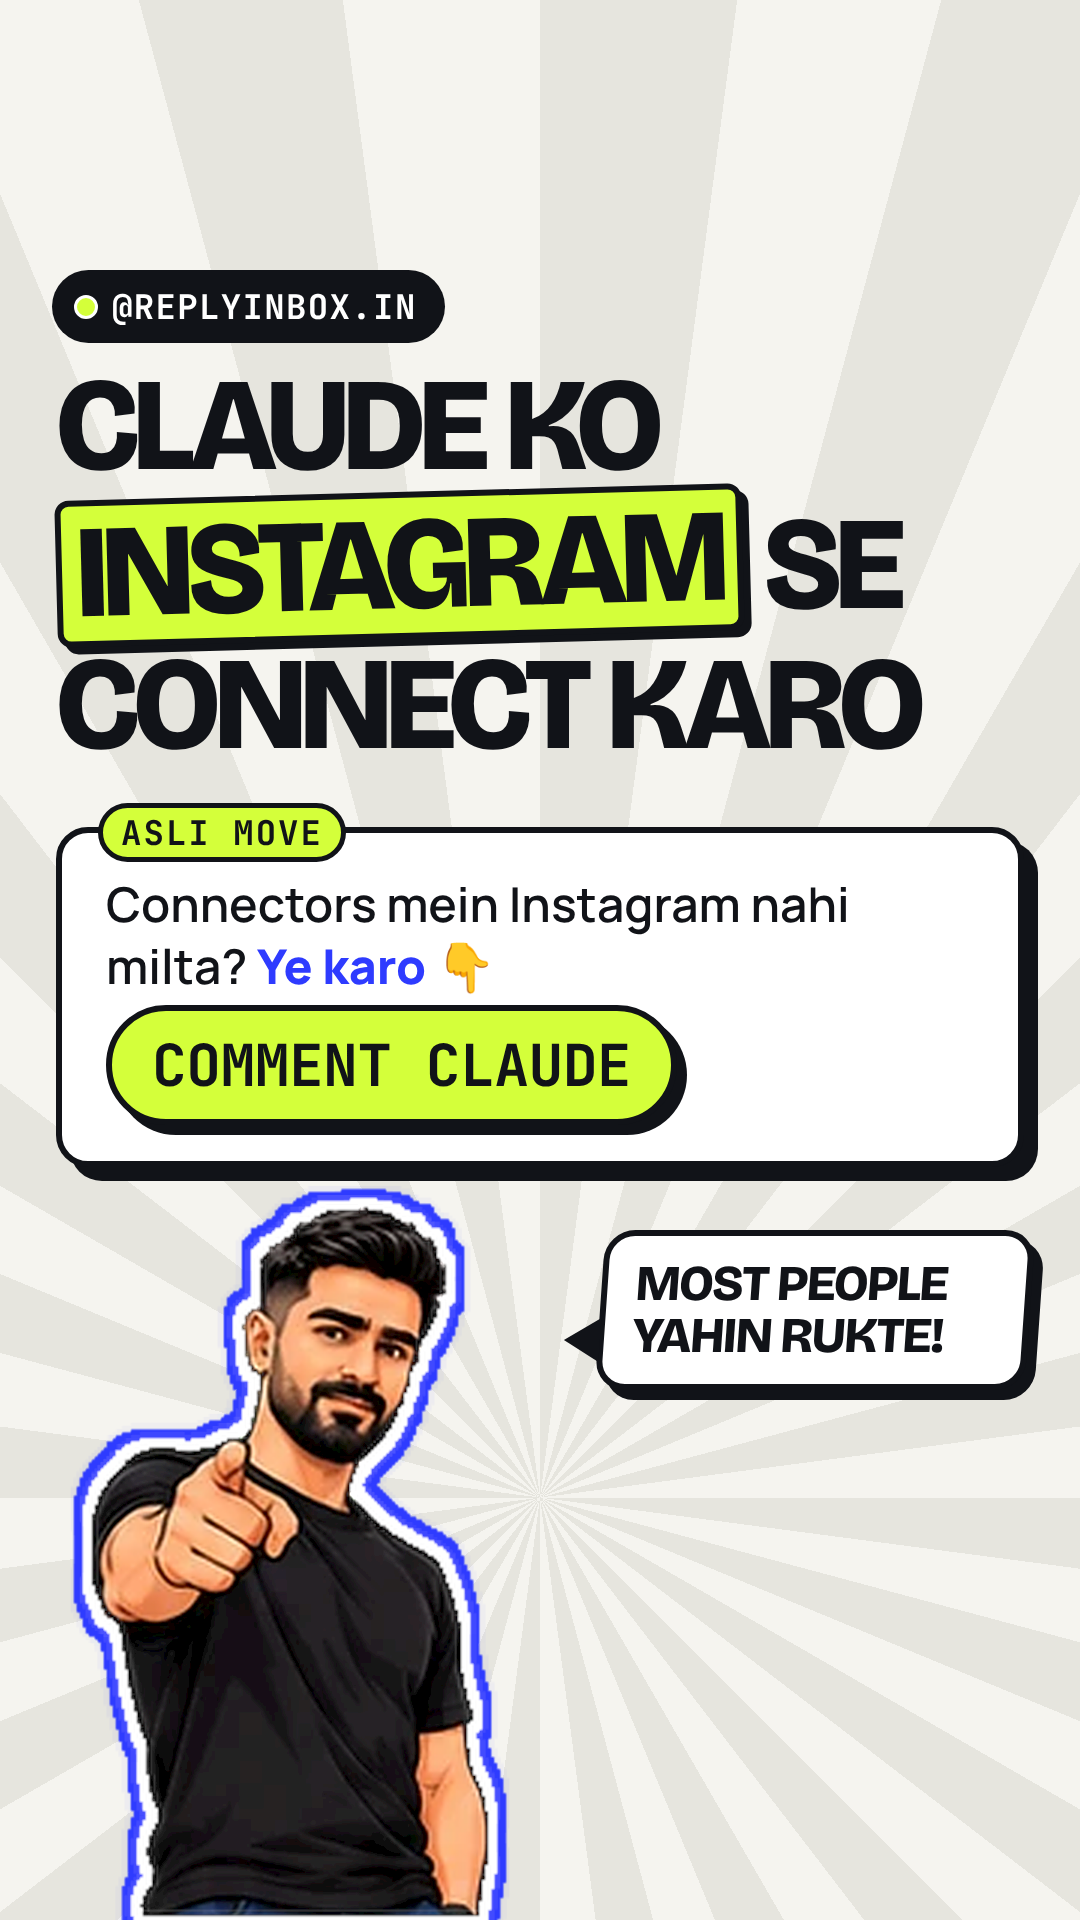 @REPLYINBOX.IN
CLAUDE KO
INSTAGRAM SE
CONNECT KARO
ASLI MOVE
Connectors mein Instagram nahi
milta? Ye karo 👇
COMMENT CLAUDE
MOST PEOPLE
YAHIN RUKTE!